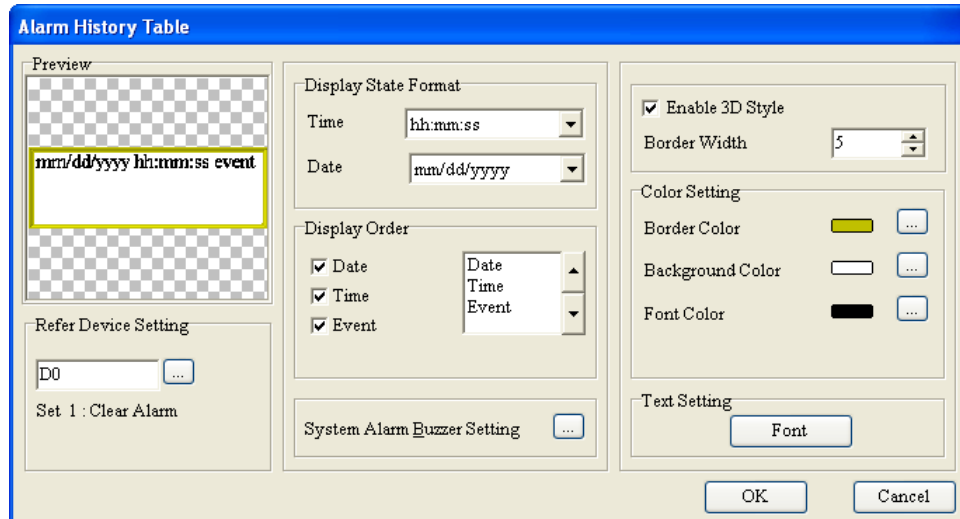 Alarm History Table
Preview
mm/dd/yyyy hh:mm:ss event
Refer Device Setting
D0
...
Set 1 : Clear Alarm
Display State Format
Time
hh:mm:ss
Date
mm/dd/yyyy
Display Order
Date
Time
Event
Date
Time
Event
System Alarm Buzzer Setting
...
Enable 3D Style
Border Width
5
Color Setting
Border Color
...
Background Color
...
Font Color
...
Text Setting
Font
OK
Cancel